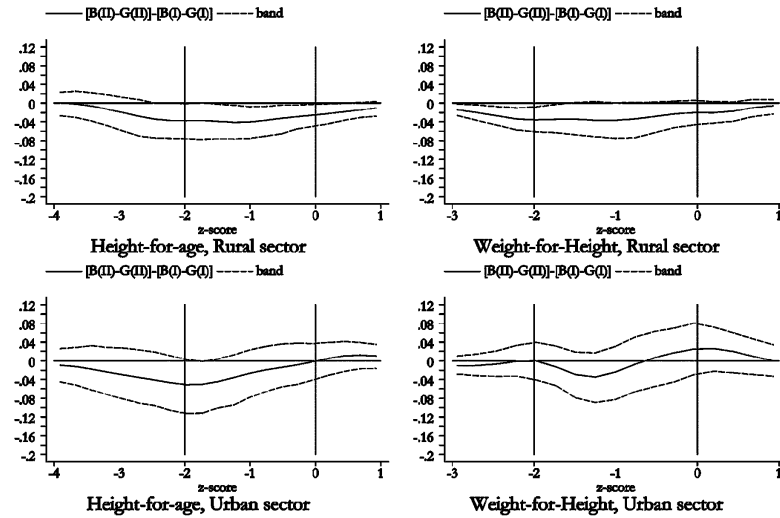 [B(II)-G(II)]-[B(I)-G(I)] band
.12
.08
.04
0
-.04
-.08
-.12
-.16
-.2
-4 -3 -2 -1 0 1
z-score
Height-for-age, Rural sector
[B(II)-G(II)]-[B(I)-G(I)] band
.12
.08
.04
0
-.04
-.08
-.12
-.16
-.2
-3 -2 -1 0 1
z-score
Weight-for-Height, Rural sector
[B(II)-G(II)]-[B(I)-G(I)] band
.12
.08
.04
0
-.04
-.08
-.12
-.16
-.2
-4 -3 -2 -1 0 1
z-score
Height-for-age, Urban sector
[B(II)-G(II)]-[B(I)-G(I)] band
.12
.08
.04
0
-.04
-.08
-.12
-.16
-.2
-3 -2 -1 0 1
z-score
Weight-for-Height, Urban sector